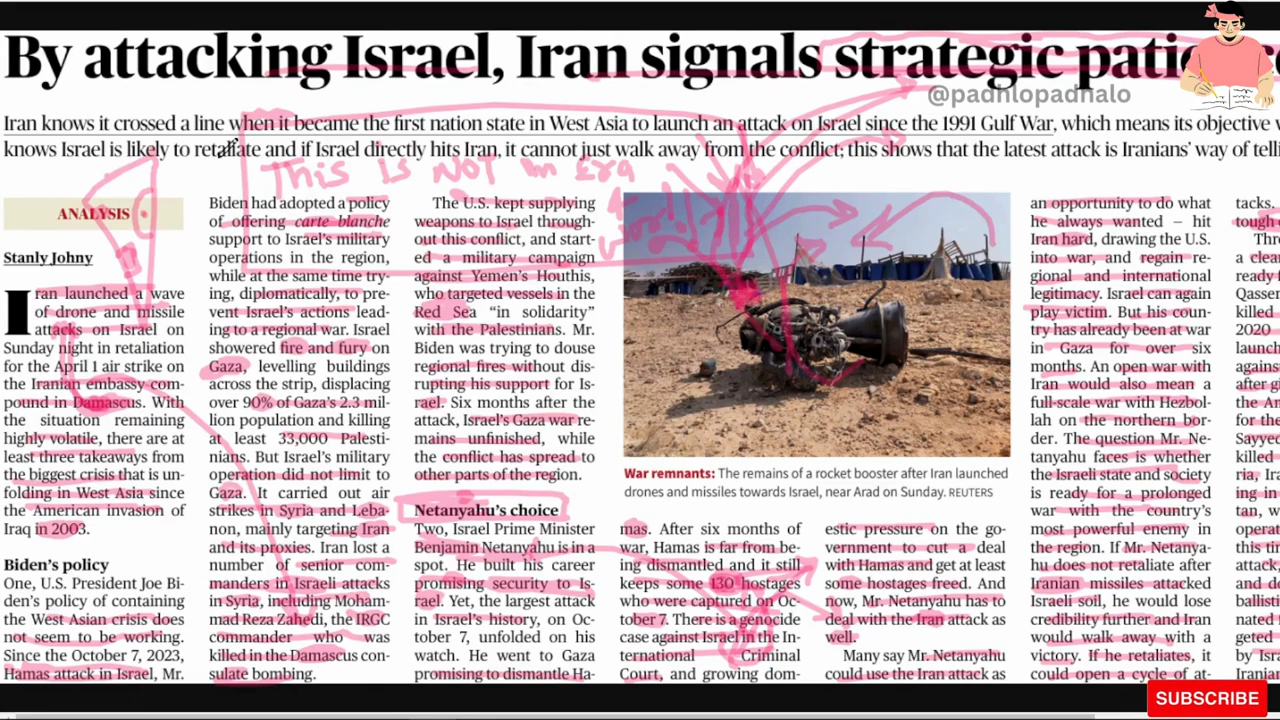 By attacking Israel, Iran signals strategic
@padhlopadhalo
Iran knows it crossed a line when it became the first nation state in West Asia to launch an attack on Israel since the 1991 Gulf War, which means its objective
knows Israel is likely to retaliate and if Israel directly hits Iran, it cannot just walk away from the conflict; this shows that the latest attack is Iranians' way of
This is NOT in Era
ANALYSIS
Stanly Johny
Iran launched a wave
of drone and missile
attacks on Israel on
Sunday night in retaliation
for the April 1 air strike on
the Iranian embassy com-
pound in Damascus. With
the situation remaining
highly volatile, there are at
least three takeaways from
the biggest crisis that is un-
folding in West Asia since
the American invasion of
Iraq in 2003.
Biden's policy
One, U.S. President Joe Bi-
den's policy of containing
the West Asian crisis does
not seem to be working.
Since the October 7, 2023,
Hamas attack in Israel, Mr.
Biden had adopted a policy
of offering carte blanche
support to Israel's military
operations in the region,
while at the same time try-
ing, diplomatically, to pre-
vent Israel's actions lead-
ing to a regional war. Israel
showered fire and fury on
Gaza, levelling buildings
across the strip, displacing
over 90% of Gaza's 2.3 mil-
lion population and killing
at least 33,000 Palesti-
nians. But Israel's military
operation did not limit to
Gaza. It carried out air
strikes in Syria and Leba-
non, mainly targeting Iran
and its proxies. Iran lost a
number of senior com-
manders in Israeli attacks
in Syria, including Moham-
mad Reza Zahedi, the IRGC
commander who was
killed in the Damascus con-
sulate bombing.
The U.S. kept supplying
weapons to Israel through-
out this conflict, and start-
ed a military campaign
against Yemen's Houthis,
who targeted vessels in the
Red Sea “in solidarity”
with the Palestinians. Mr.
Biden was trying to douse
regional fires without dis-
rupting his support for Is-
rael. Six months after the
attack, Israel's Gaza war re-
mains unfinished, while
the conflict has spread to
other parts of the region.
Netanyahu's choice
Two, Israel Prime Minister
Benjamin Netanyahu is in a
spot. He built his career
promising security to Is-
rael. Yet, the largest attack
in Israel's history, on Oc-
tober 7, unfolded on his
watch. He went to Gaza
promising to dismantle Ha-
War remnants: The remains of a rocket booster after Iran launched
drones and missiles towards Israel, near Arad on Sunday. REUTERS
mas. After six months of
war, Hamas is far from be-
ing dismantled and it still
keeps some 130 hostages
who were captured on Oc-
tober 7. There is a genocide
case against Israel in the In-
ternational Criminal
Court, and growing dom-
estic pressure on the go-
vernment to cut a deal
with Hamas and get at least
some hostages freed. And
now, Mr. Netanyahu has to
deal with the Iran attack as
well.
Many say Mr. Netanyahu
could use the Iran attack as
an opportunity to do what
he always wanted — hit
Iran hard, drawing the U.S.
into war, and regain re-
gional and international
legitimacy. Israel can again
play victim. But his coun-
try has already been at war
in Gaza for over six
months. An open war with
Iran would also mean a
full-scale war with Hezbol-
lah on the northern bor-
der. The question Mr. Ne-
tanyahu faces is whether
the Israeli state and society
is ready for a prolonged
war with the country's
most powerful enemy in
the region. If Mr. Netanya-
hu does not retaliate after
Iranian missiles attacked
Israeli soil, he would lose
credibility further and Iran
would walk away with a
victory. If he retaliates, it
could open a cycle of at-
tacks.
tough
a clear
ready
killed
2020
SUBSCRIBE